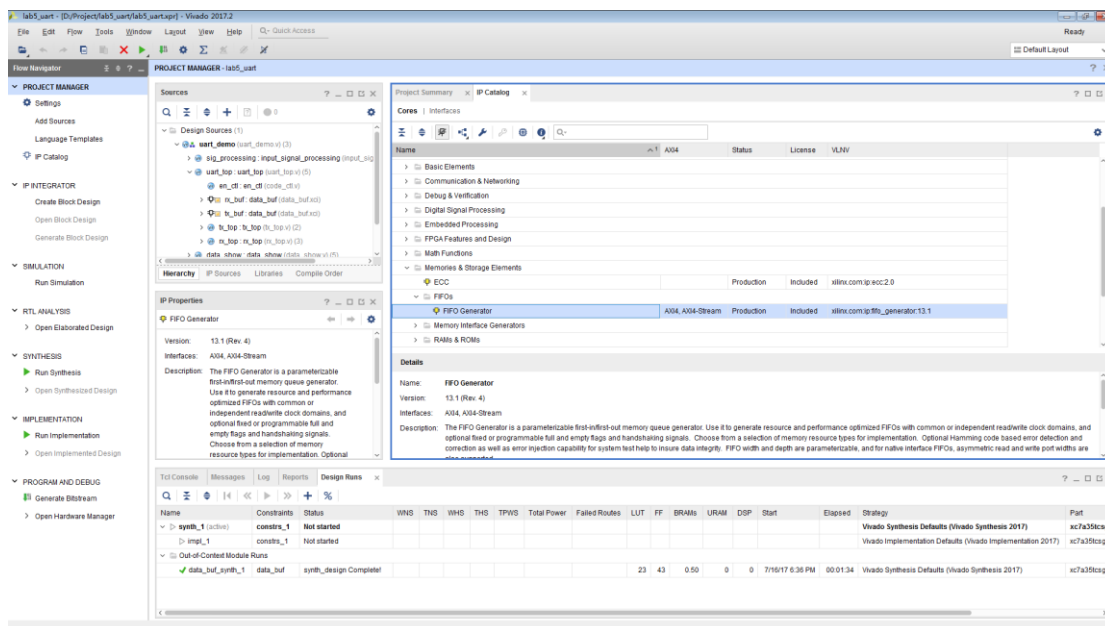 lab5_uart - [D:/Project/lab5_uart/lab5_uart.xpr] - Vivado 2017.2
File Edit Flow Tools Window Layout View Help Q- Quick Access Ready
Default Layout
Flow Navigator
PROJECT MANAGER
Settings
Add Sources
Language Templates
IP Catalog
IP INTEGRATOR
Create Block Design
Open Block Design
Generate Block Design
SIMULATION
Run Simulation
RTL ANALYSIS
Open Elaborated Design
SYNTHESIS
Run Synthesis
Open Synthesized Design
IMPLEMENTATION
Run Implementation
Open Implemented Design
PROGRAM AND DEBUG
Generate Bitstream
Open Hardware Manager
PROJECT MANAGER - lab5_uart
Sources
Design Sources (1)
uart_demo (uart_demo.v) (3)
sig_processing : input_signal_processing (input_sig
uart_top : uart_top (uart_top.v) (5)
en_ctl : en_ctl (code_ctl.v)
rx_buf : data_buf (data_buf.xci)
tx_buf : data_buf (data_buf.xci)
tx_top : tx_top (tx_top.v) (2)
rx_top : rx_top (rx_top.v) (3)
data_show : data_show (data_show.v) (5)
Hierarchy IP Sources Libraries Compile Order
IP Properties
FIFO Generator
Version: 13.1 (Rev. 4)
Interfaces: AXI4, AXI4-Stream
Description: The FIFO Generator is a parameterizable
first-in/first-out memory queue generator.
Use it to generate resource and performance
optimized FIFOs with common or
independent read/write clock domains, and
optional fixed or programmable full and
empty flags and handshaking signals.
Choose from a selection of memory
resource types for implementation. Optional
Project Summary IP Catalog
Cores | Interfaces
Name AXI4 Status License VLNV
Basic Elements
Communication & Networking
Debug & Verification
Digital Signal Processing
Embedded Processing
FPGA Features and Design
Math Functions
Memories & Storage Elements
ECC Production Included xilinx.com:ip:ecc:2.0
FIFOs
FIFO Generator AXI4, AXI4-Stream Production Included xilinx.com:ip:fifo_generator:13.1
Memory Interface Generators
RAMs & ROMs
Details
Name: FIFO Generator
Version: 13.1 (Rev. 4)
Interfaces: AXI4, AXI4-Stream
Description: The FIFO Generator is a parameterizable first-in/first-out memory queue generator. Use it to generate resource and performance optimized FIFOs with common or independent read/write clock domains, and
optional fixed or programmable full and empty flags and handshaking signals. Choose from a selection of memory resource types for implementation. Optional Hamming code based error detection and
correction as well as error injection capability for system test help to insure data integrity. FIFO width and depth are parameterizable, and for native interface FIFOs, asymmetric read and write port widths are
Tcl Console Messages Log Reports Design Runs
Name Constraints Status WNS TNS WHS THS TPWS Total Power Failed Routes LUT FF BRAMs URAM DSP Start Elapsed Strategy Part
synth_1 (active) constrs_1 Not started Vivado Synthesis Defaults (Vivado Synthesis 2017) xc7a35tcsg
impl_1 constrs_1 Not started Vivado Implementation Defaults (Vivado Implementation 2017) xc7a35tcsg
Out-of-Context Module Runs
data_buf_synth_1 data_buf synth_design Complete! 23 43 0.50 0 0 7/16/17 6:36 PM 00:01:34 Vivado Synthesis Defaults (Vivado Synthesis 2017) xc7a35tcsg